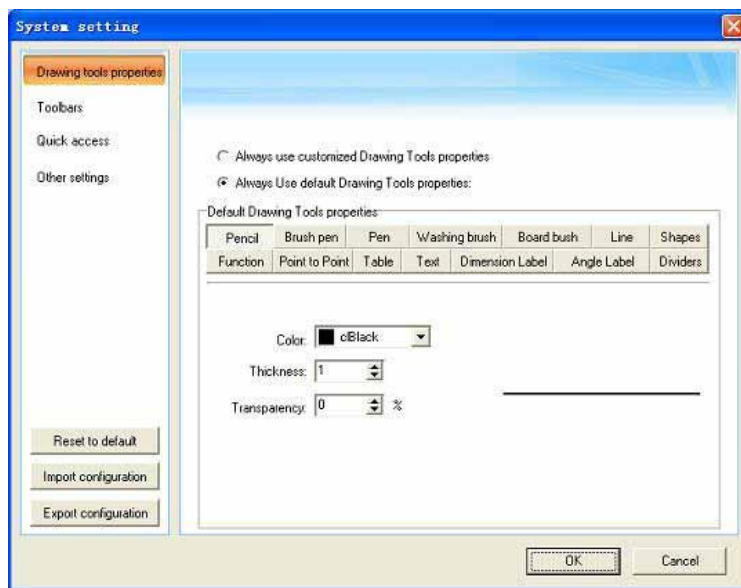 System setting
Drawing tools properties
Toolbars
Quick access
Other settings
Reset to default
Import configuration
Export configuration
Always use customized Drawing Tools properties
Always Use default Drawing Tools properties:
Default Drawing Tools properties
Pencil Brush pen Pen Washing brush Board bush Line Shapes
Function Point to Point Table Text Dimension Label Angle Label Dividers
Color: clBlack
Thickness: 1
Transparency: 0 %
OK Cancel